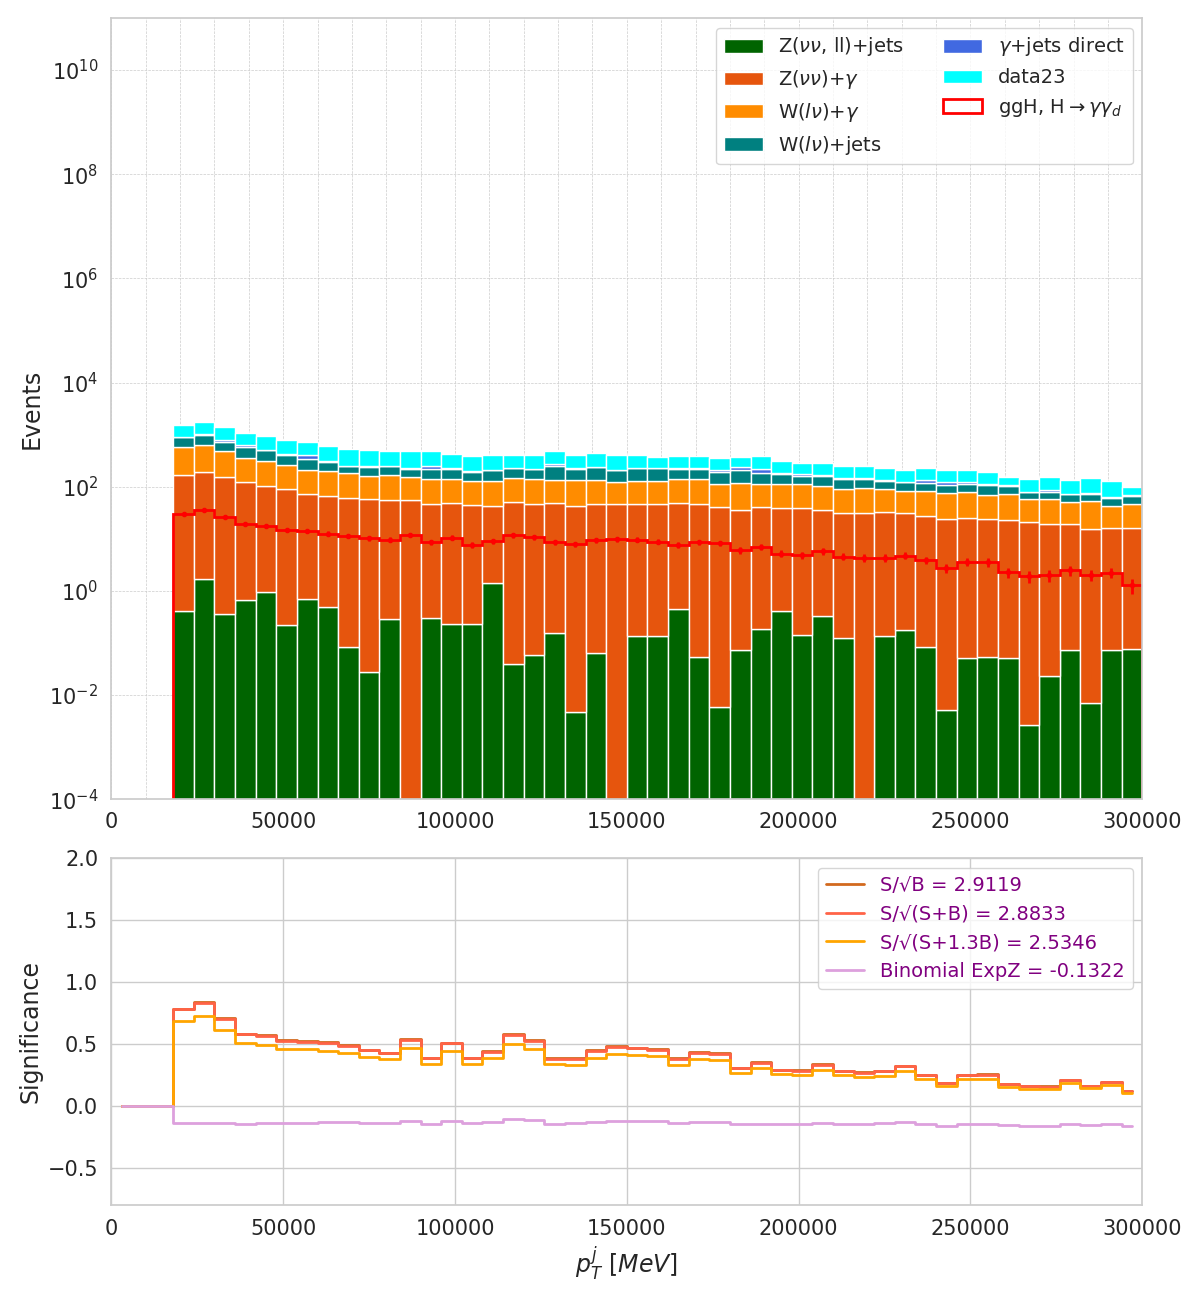 Z(νν, ll)+jets
Z(νν)+γ
W(lν)+γ
W(lν)+jets
γ+jets direct
data23
ggH, H→γγ_d
Events
10^10
10^8
10^6
10^4
10^2
10^0
10^−2
10^−4
0 50000 100000 150000 200000 250000 300000
S/√B = 2.9119
S/√(S+B) = 2.8833
S/√(S+1.3B) = 2.5346
Binomial ExpZ = -0.1322
Significance
2.0
1.5
1.0
0.5
0.0
−0.5
0 50000 100000 150000 200000 250000 300000
p_T^j [MeV]